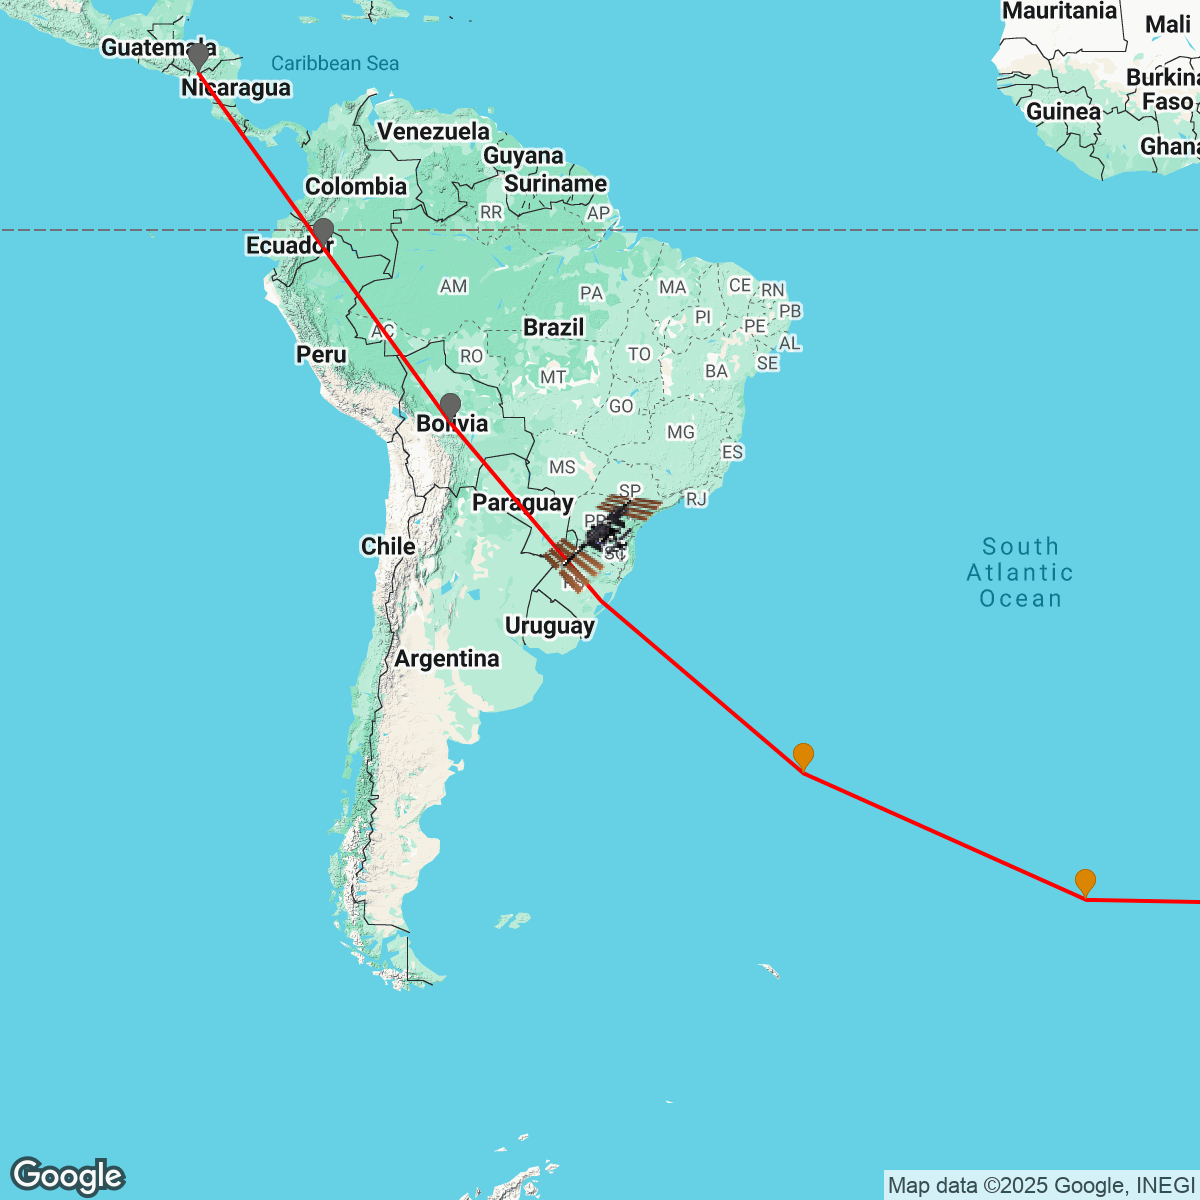 Mauritania
Mali
Guatemala
Caribbean Sea
Nicaragua
Burkina
Faso
Guinea
Ghana
Venezuela
Guyana
Suriname
Colombia
RR
AP
Ecuador
AM
PA
MA
CE
RN
PB
PI
PE
AC
Brazil
AL
Peru
RO
TO
SE
MT
BA
GO
Bolivia
MG
ES
MS
SP
RJ
Paraguay
PR
Chile
SC
South
Atlantic
Ocean
RS
Uruguay
Argentina
Google
Map data ©2025 Google, INEGI